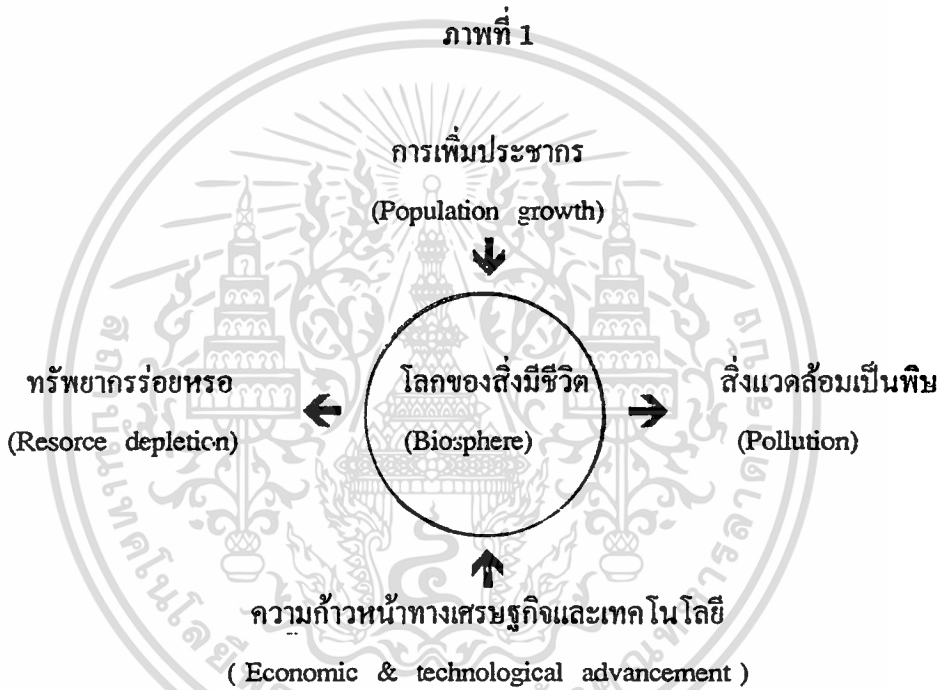 ภาพที่ 1
การเพิ่มประชากร
(Population growth)
ทรัพยากรร่อยหรอ
(Resorce depletion)
โลกของสิ่งมีชีวิต
(Biosphere)
สิ่งแวดล้อมเป็นพิษ
(Pollution)
ความก้าวหน้าทางเศรษฐกิจและเทคโนโลยี
( Economic & technological advancement )